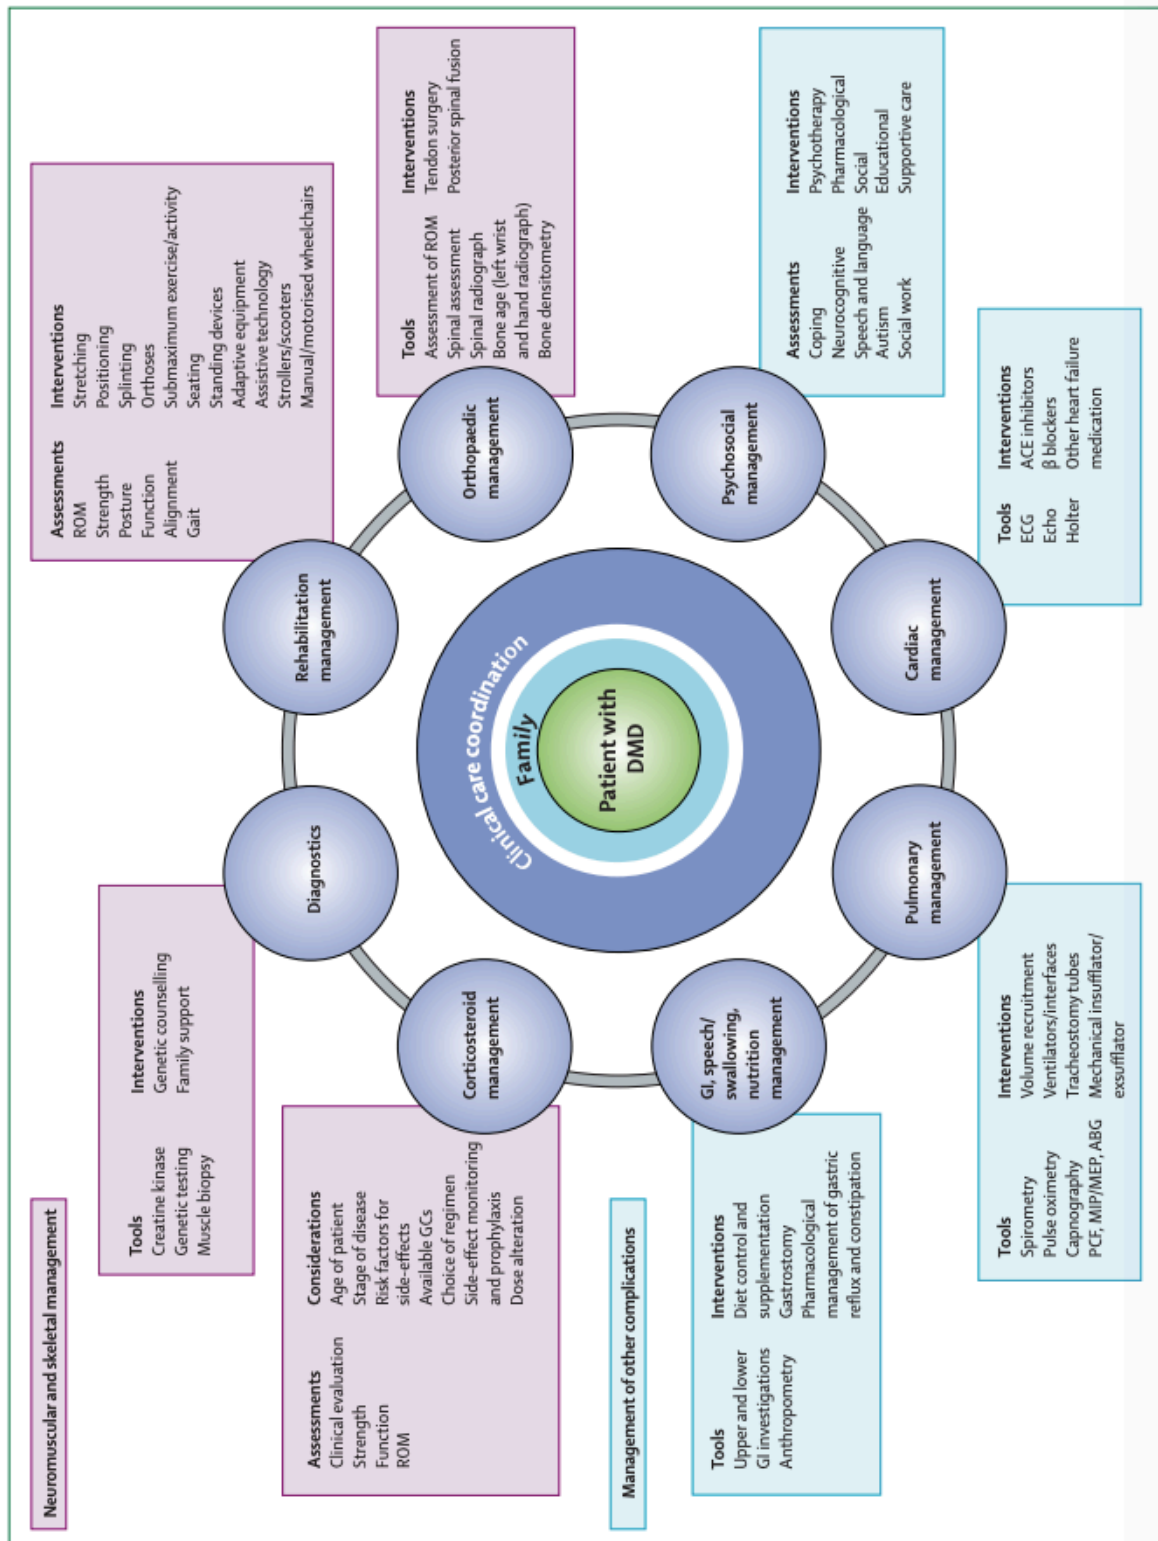 Neuromuscular and skeletal management
Tools
Creatine kinase
Genetic testing
Muscle biopsy
Interventions
Genetic counselling
Family support
Assessments
ROM
Strength
Posture
Function
Alignment
Gait
Interventions
Stretching
Positioning
Splinting
Orthoses
Submaximum exercise/activity
Seating
Standing devices
Adaptive equipment
Assistive technology
Strollers/scooters
Manual/motorised wheelchairs
Assessments
Clinical evaluation
Strength
Function
ROM
Considerations
Age of patient
Stage of disease
Risk factors for
side-effects
Available GCs
Choice of regimen
Side-effect monitoring
and prophylaxis
Dose alteration
Tools
Assessment of ROM
Spinal assessment
Spinal radiograph
Bone age (left wrist
and hand radiograph)
Bone densitometry
Interventions
Tendon surgery
Posterior spinal fusion
Diagnostics
Rehabilitation
management
Corticosteroid
management
Orthopaedic
management
Clinical care coordination
Family
Patient with
DMD
GI, speech/
swallowing,
nutrition
management
Psychosocial
management
Pulmonary
management
Cardiac
management
Management of other complications
Tools
Upper and lower
GI investigations
Anthropometry
Interventions
Diet control and
supplementation
Gastrostomy
Pharmacological
management of gastric
reflux and constipation
Assessments
Coping
Neurocognitive
Speech and language
Autism
Social work
Interventions
Psychotherapy
Pharmacological
Social
Educational
Supportive care
Tools
Spirometry
Pulse oximetry
Capnography
PCF, MIP/MEP, ABG
Interventions
Volume recruitment
Ventilators/interfaces
Tracheostomy tubes
Mechanical insufflator/
exsufflator
Tools
ECG
Echo
Holter
Interventions
ACE inhibitors
β blockers
Other heart failure
medication